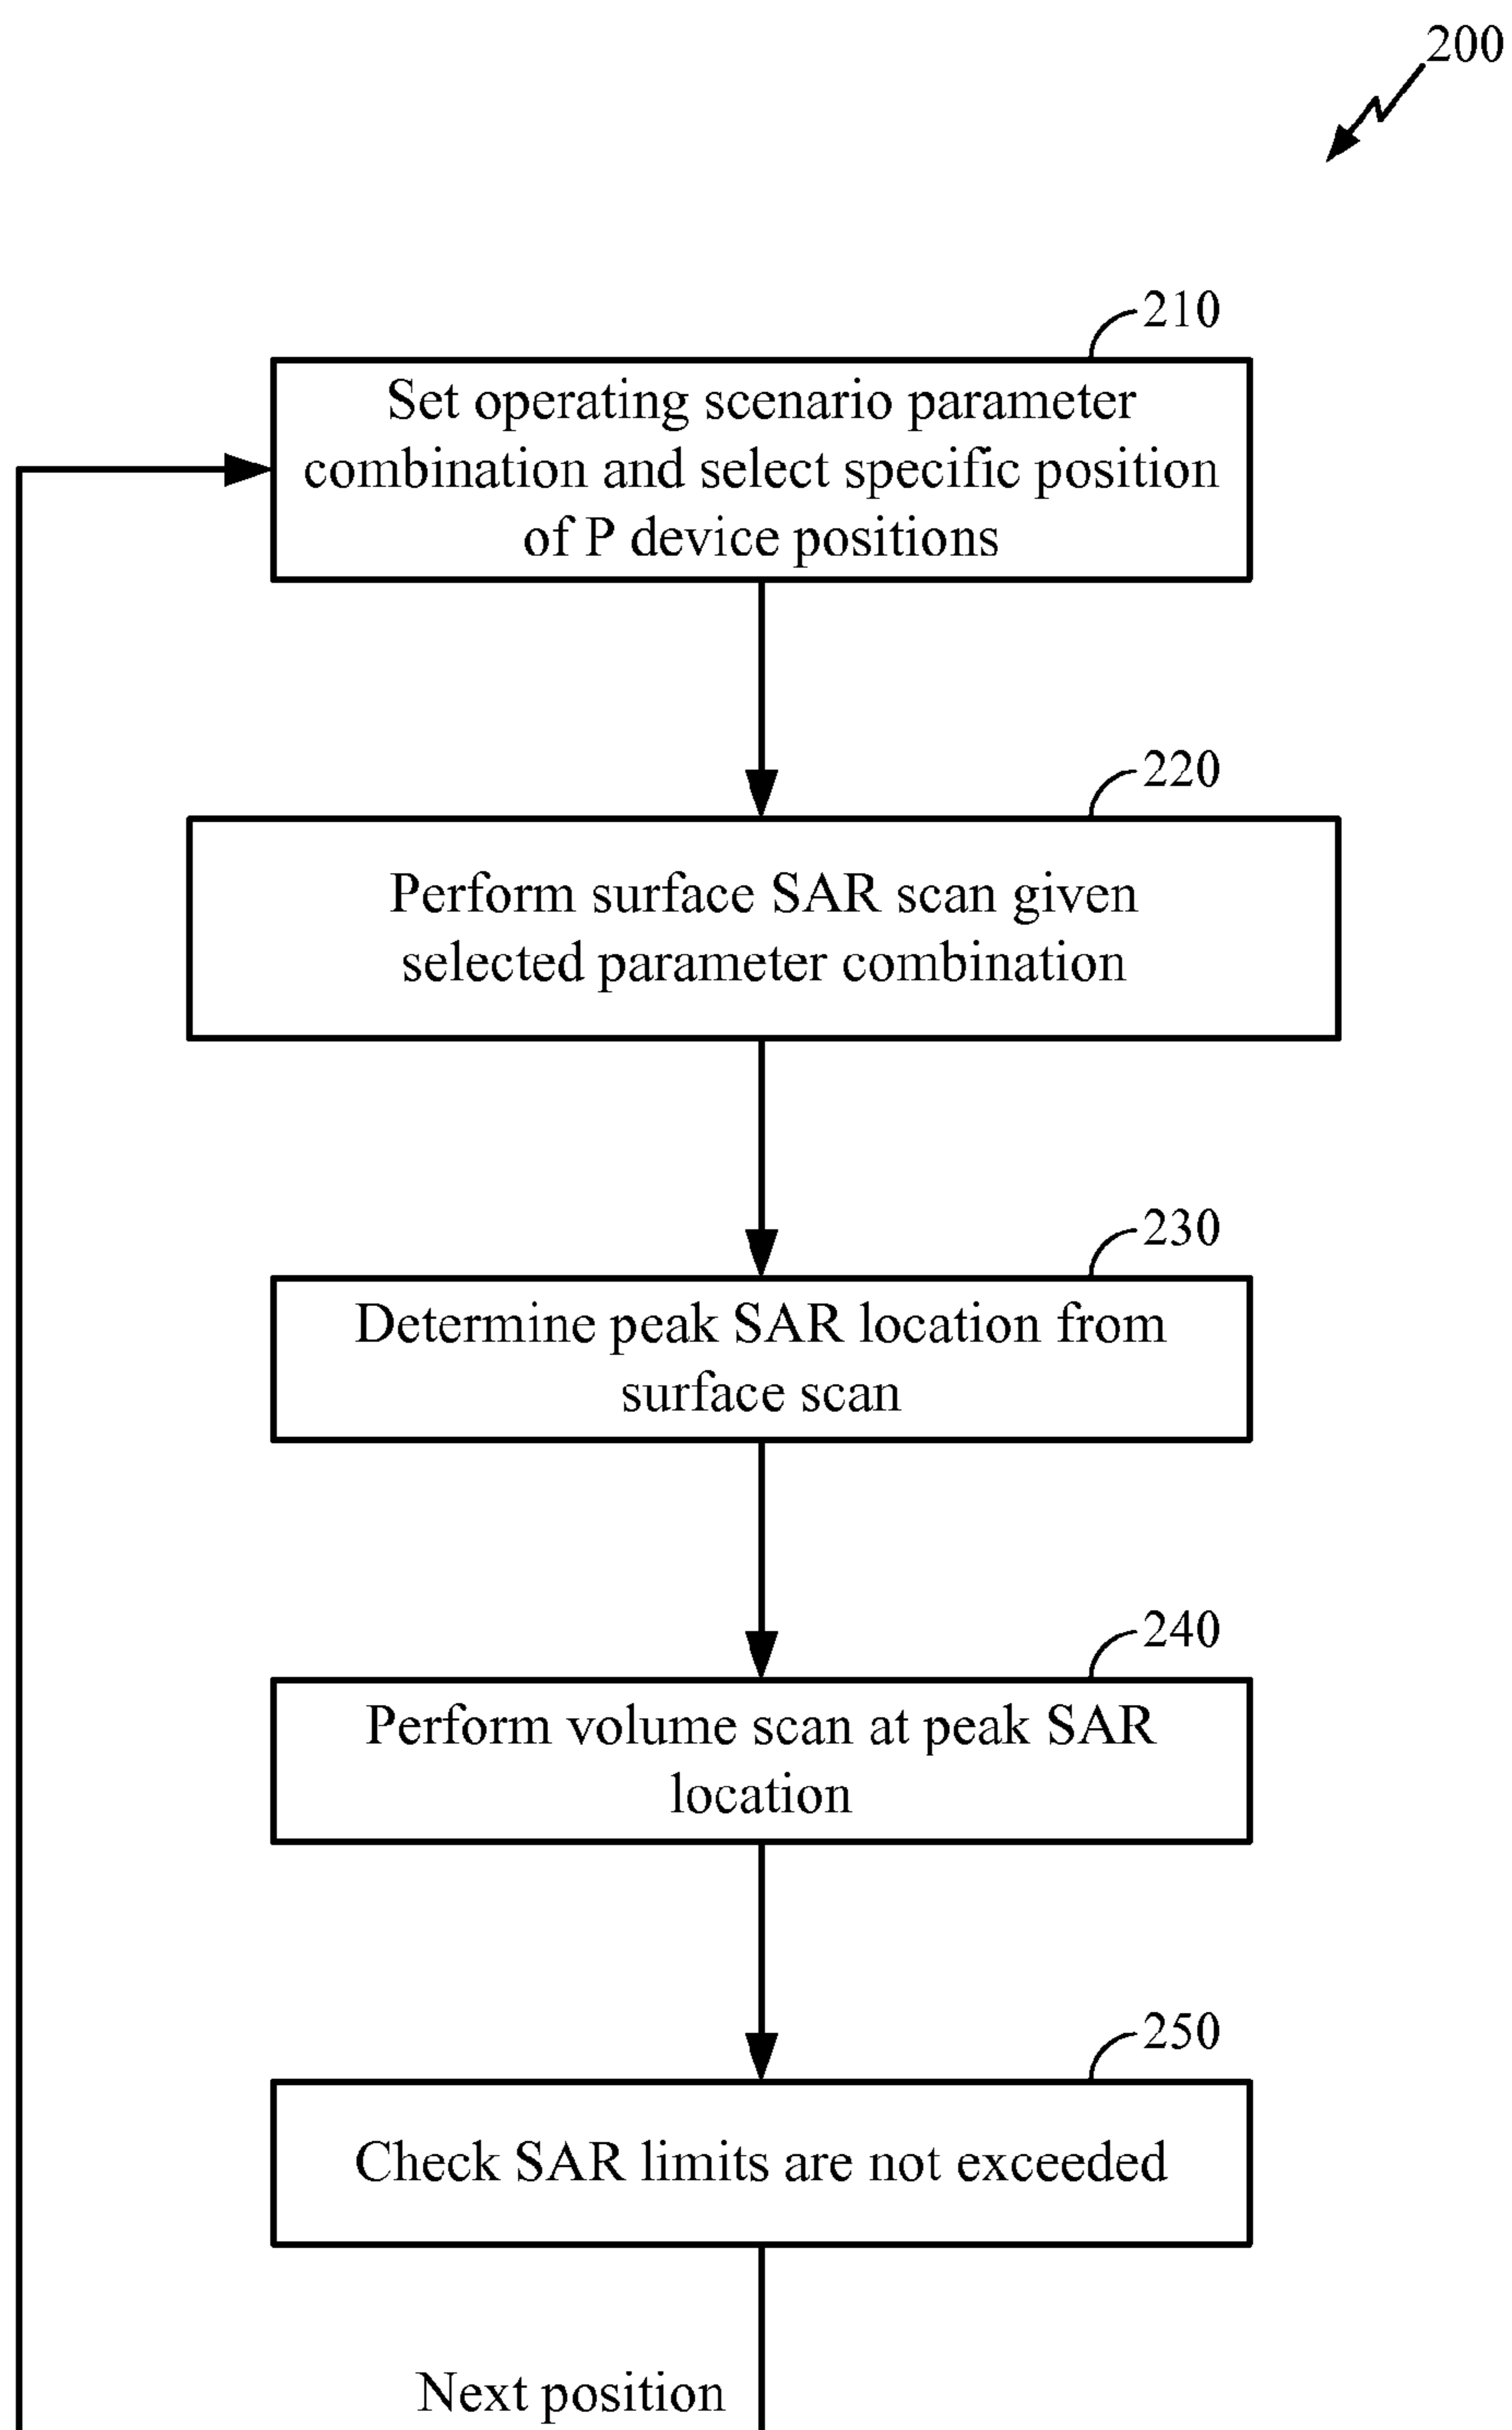 200
210
Set operating scenario parameter
combination and select specific position
of P device positions
220
Perform surface SAR scan given
selected parameter combination
230
Determine peak SAR location from
surface scan
240
Perform volume scan at peak SAR
location
250
Check SAR limits are not exceeded
Next position